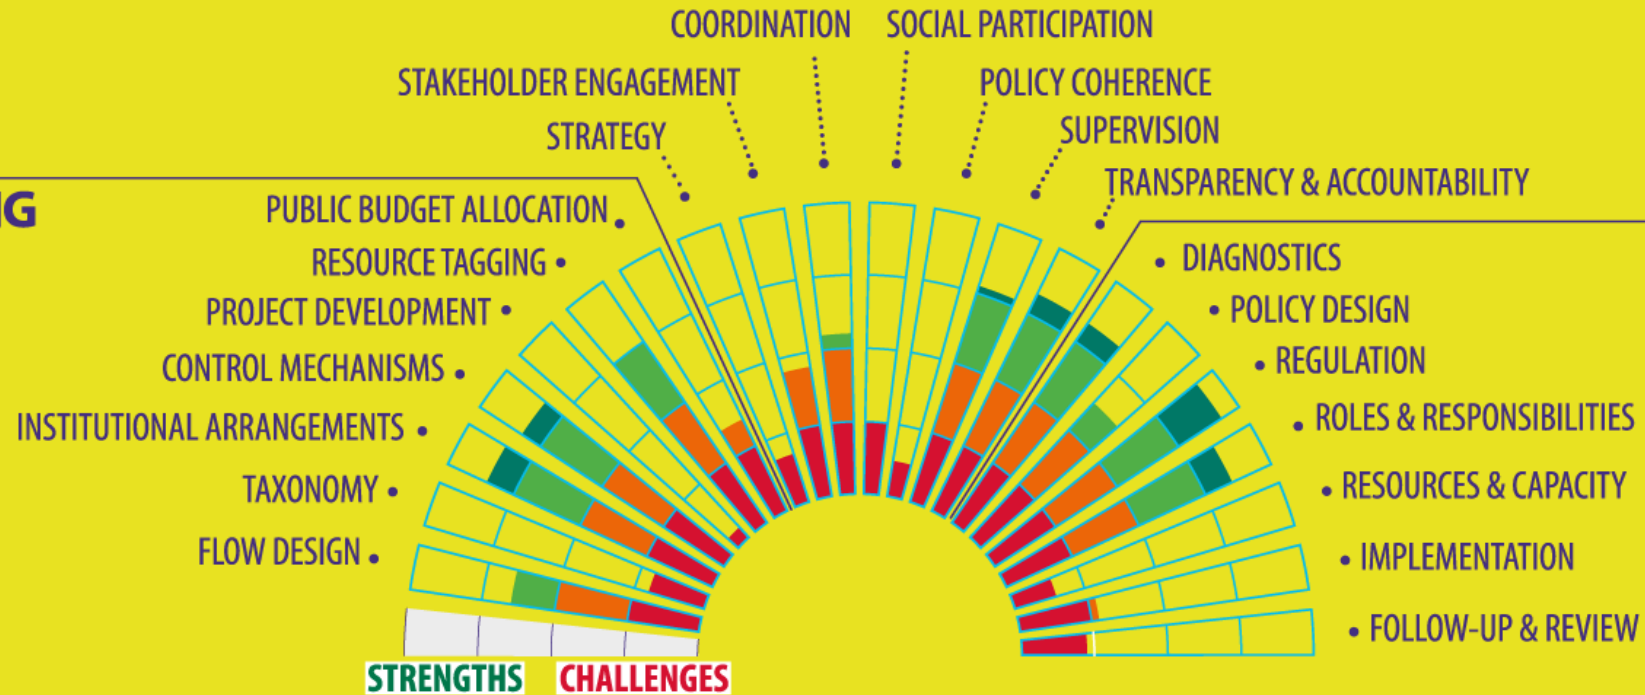 COORDINATION
SOCIAL PARTICIPATION
STAKEHOLDER ENGAGEMENT
POLICY COHERENCE
STRATEGY
SUPERVISION
TRANSPARENCY & ACCOUNTABILITY
PUBLIC BUDGET ALLOCATION
RESOURCE TAGGING
PROJECT DEVELOPMENT
CONTROL MECHANISMS
INSTITUTIONAL ARRANGEMENTS
TAXONOMY
FLOW DESIGN
DIAGNOSTICS
POLICY DESIGN
REGULATION
ROLES & RESPONSIBILITIES
RESOURCES & CAPACITY
IMPLEMENTATION
FOLLOW-UP & REVIEW
STRENGTHS
CHALLENGES